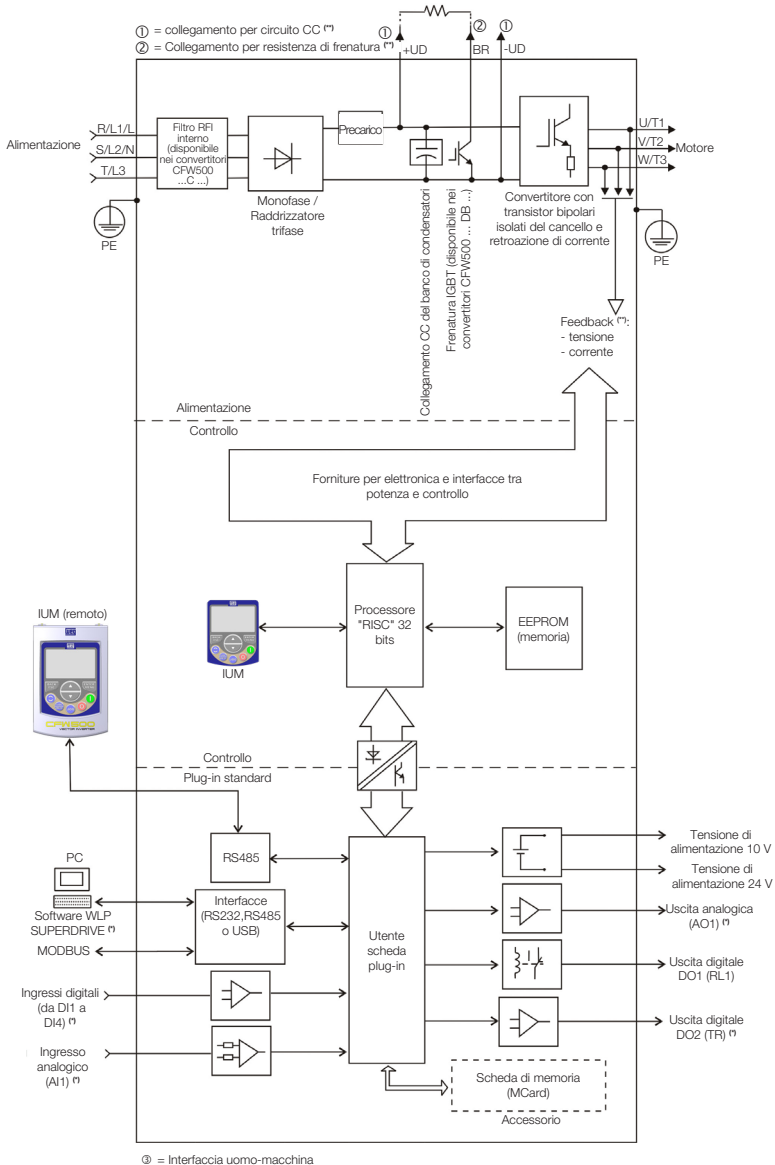 ① = collegamento per circuito CC (**)
② = Collegamento per resistenza di frenatura (**)
①
②
①
+UD
BR
-UD
Alimentazione
R/L1/L
S/L2/N
T/L3
PE
Filtro RFI
interno
(disponibile
nei convertitori
CFW500
...C ...)
Monofase /
Raddrizzatore
trifase
Precarico
Collegamento CC del banco di condensatori
Frenatura IGBT (disponibile nei
convertitori CFW500 ... DB ...)
Convertitore con
transistor bipolari
isolati del cancello e
retroazione di corrente
U/T1
V/T2
W/T3
Motore
PE
Feedback (**):
- tensione
- corrente
Alimentazione
Controllo
Forniture per elettronica e interfacce tra
potenza e controllo
IUM (remoto)
IUM
Processore
"RISC" 32
bits
EEPROM
(memoria)
CFW500
VECTOR INVERTER
Controllo
Plug-in standard
PC
Software WLP
SUPERDRIVE (*)
MODBUS
RS485
Interfacce
(RS232,RS485
o USB)
Ingressi digitali
(da DI1 a
DI4) (*)
Ingresso
analogico
(AI1) (*)
Utente
scheda
plug-in
Tensione di
alimentazione 10 V
Tensione di
alimentazione 24 V
Uscita analogica
(AO1) (*)
Uscita digitale
DO1 (RL1)
Uscita digitale
DO2 (TR) (*)
Scheda di memoria
(MCard)
Accessorio
③ = Interfaccia uomo-macchina